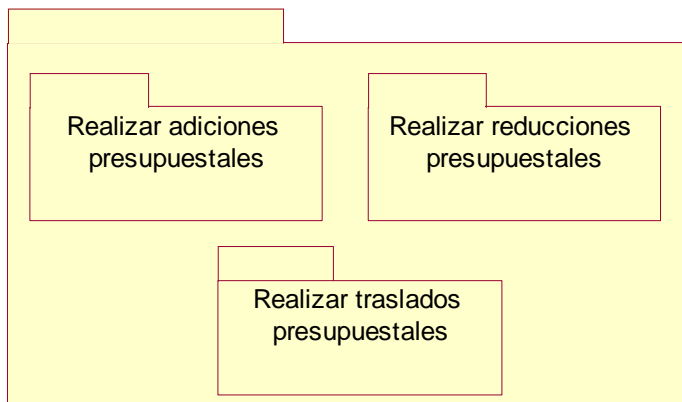 Realizar adiciones
presupuestales
Realizar reducciones
presupuestales
Realizar traslados
presupuestales